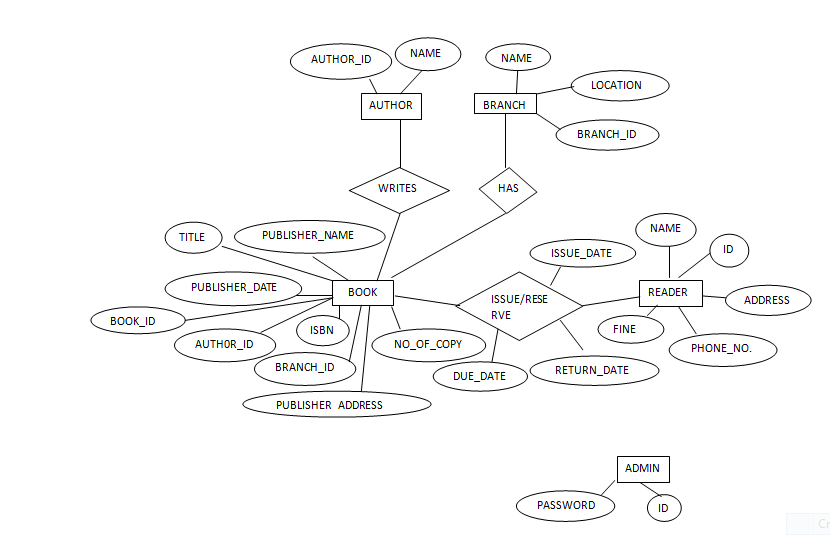 AUTHOR_ID
NAME
NAME
LOCATION
AUTHOR
BRANCH
BRANCH_ID
WRITES
HAS
NAME
TITLE
PUBLISHER_NAME
ISSUE_DATE
ID
PUBLISHER_DATE
BOOK
ISSUE/RESE
RVE
READER
ADDRESS
BOOK_ID
ISBN
FINE
AUTH0R_ID
NO_OF_COPY
PHONE_NO.
BRANCH_ID
DUE_DATE
RETURN_DATE
PUBLISHER ADDRESS
ADMIN
PASSWORD
ID